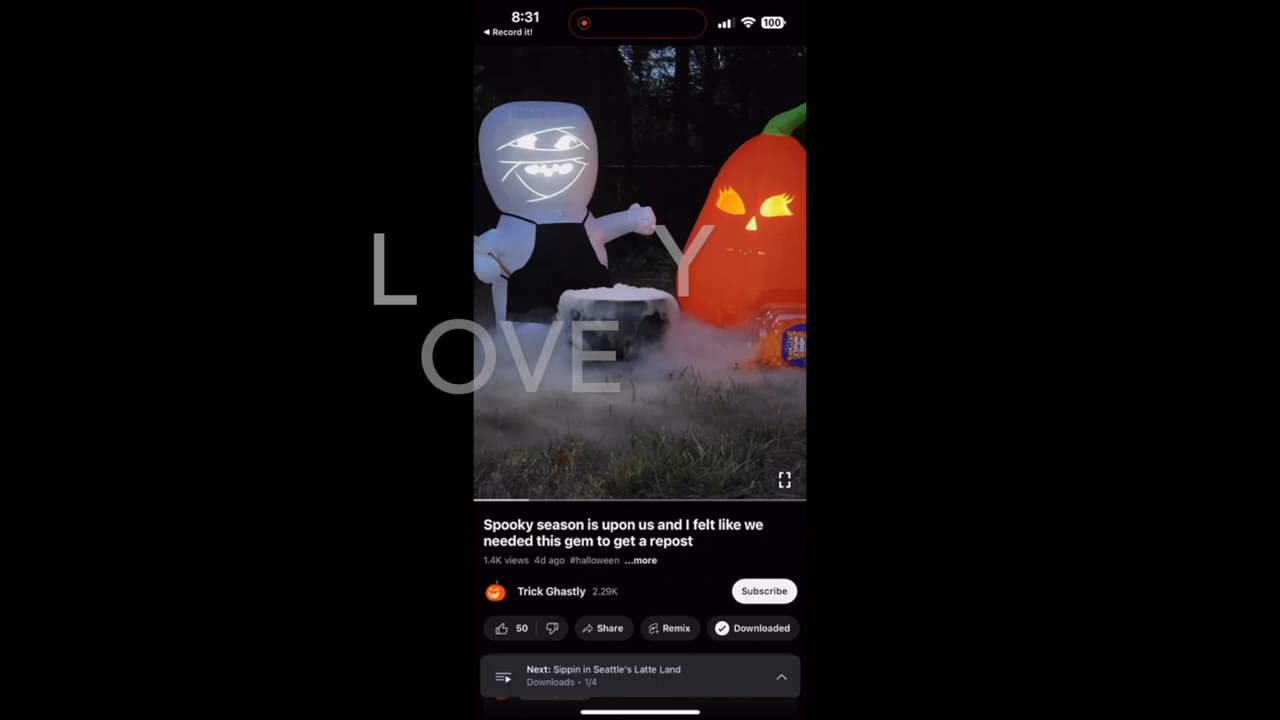 8:31
100
◀ Record it!
L Y
OVE
Spooky season is upon us and I felt like we
needed this gem to get a repost
1.4K views 4d ago #halloween ...more
Trick Ghastly 2.29K Subscribe
50 Share Remix Downloaded
Next: Sippin in Seattle's Latte Land
Downloads • 1/4